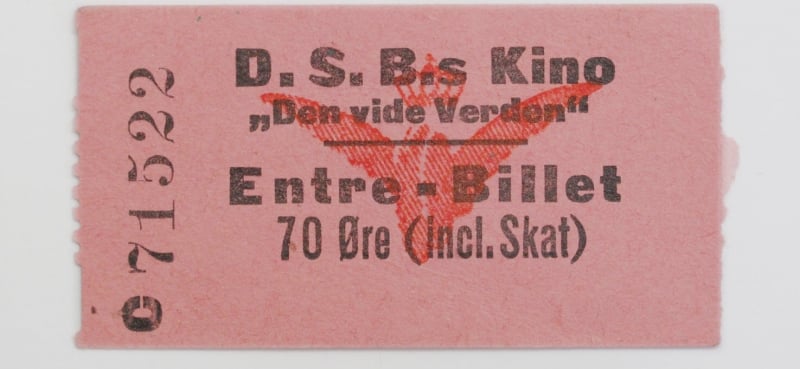 D. S. B.s Kino
„Den vide Verden“
Entre - Billet
70 Øre (incl. Skat)
C 71522